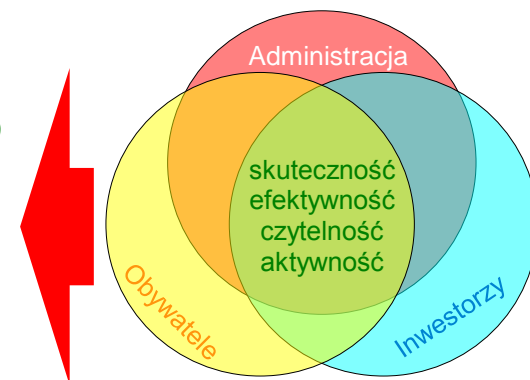 Administracja
skuteczność
efektywność
czytelność
aktywność
Obywatele
Inwestorzy